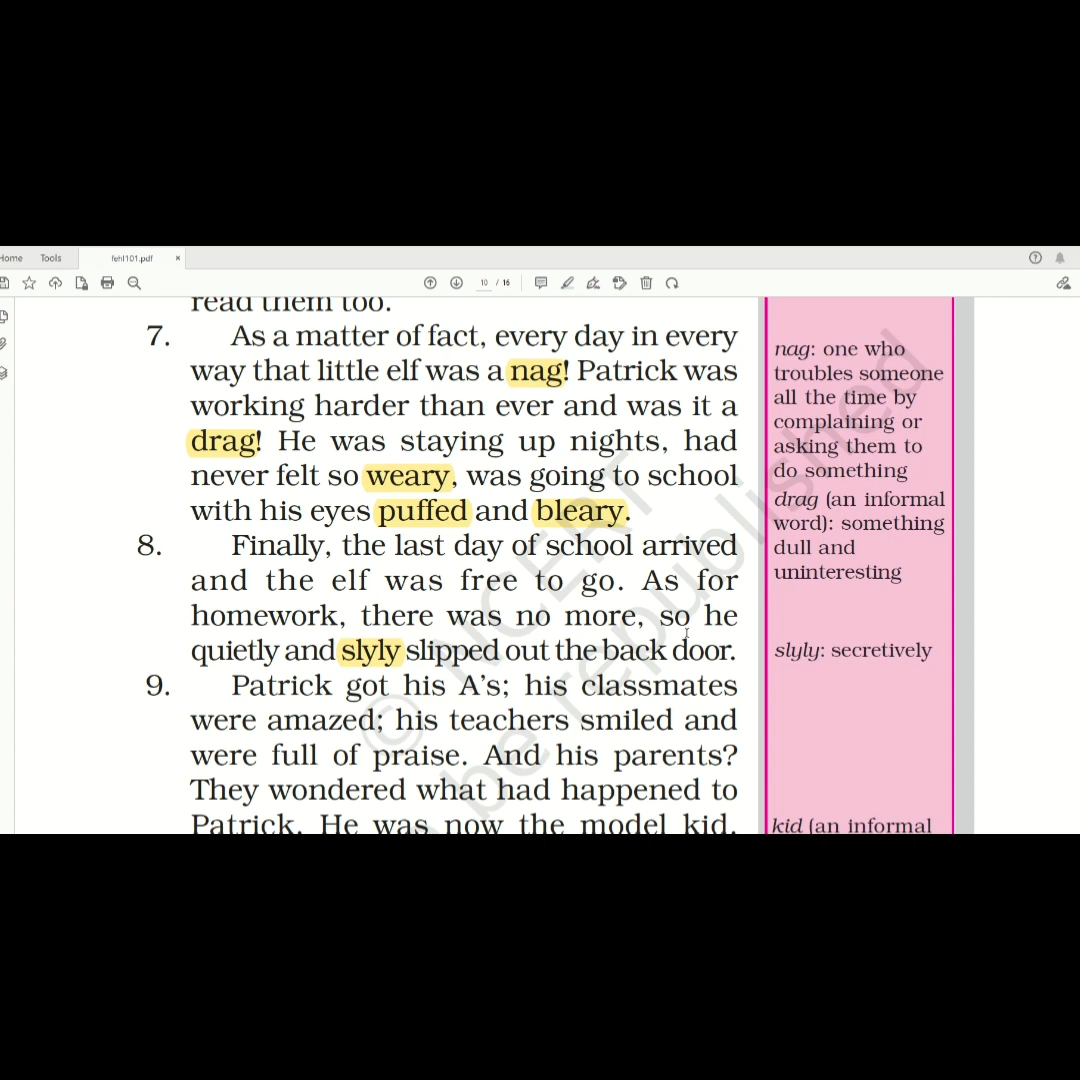 Home Tools fehl101.pdf ×
10 / 16
read them too.
7. As a matter of fact, every day in every
way that little elf was a nag! Patrick was
working harder than ever and was it a
drag! He was staying up nights, had
never felt so weary, was going to school
with his eyes puffed and bleary.
8. Finally, the last day of school arrived
and the elf was free to go. As for
homework, there was no more, so he
quietly and slyly slipped out the back door.
9. Patrick got his A's; his classmates
were amazed; his teachers smiled and
were full of praise. And his parents?
They wondered what had happened to
Patrick. He was now the model kid.
nag: one who
troubles someone
all the time by
complaining or
asking them to
do something
drag (an informal
word): something
dull and
uninteresting
slyly: secretively
kid (an informal
© NCERT
be republished